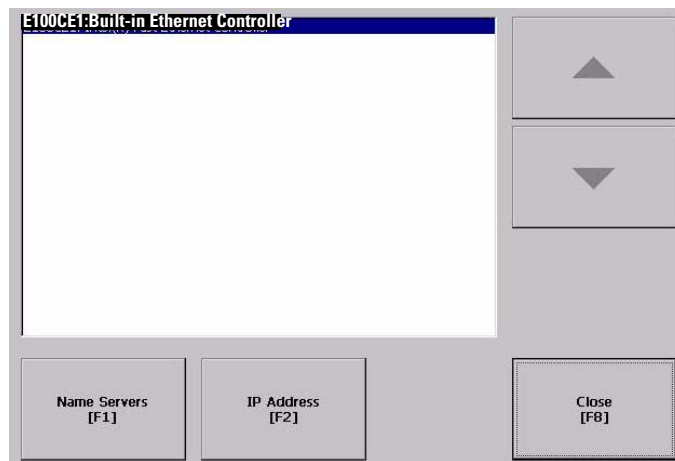 E100CE1:Built-in Ethernet Controller
Name Servers
[F1]
IP Address
[F2]
Close
[F8]